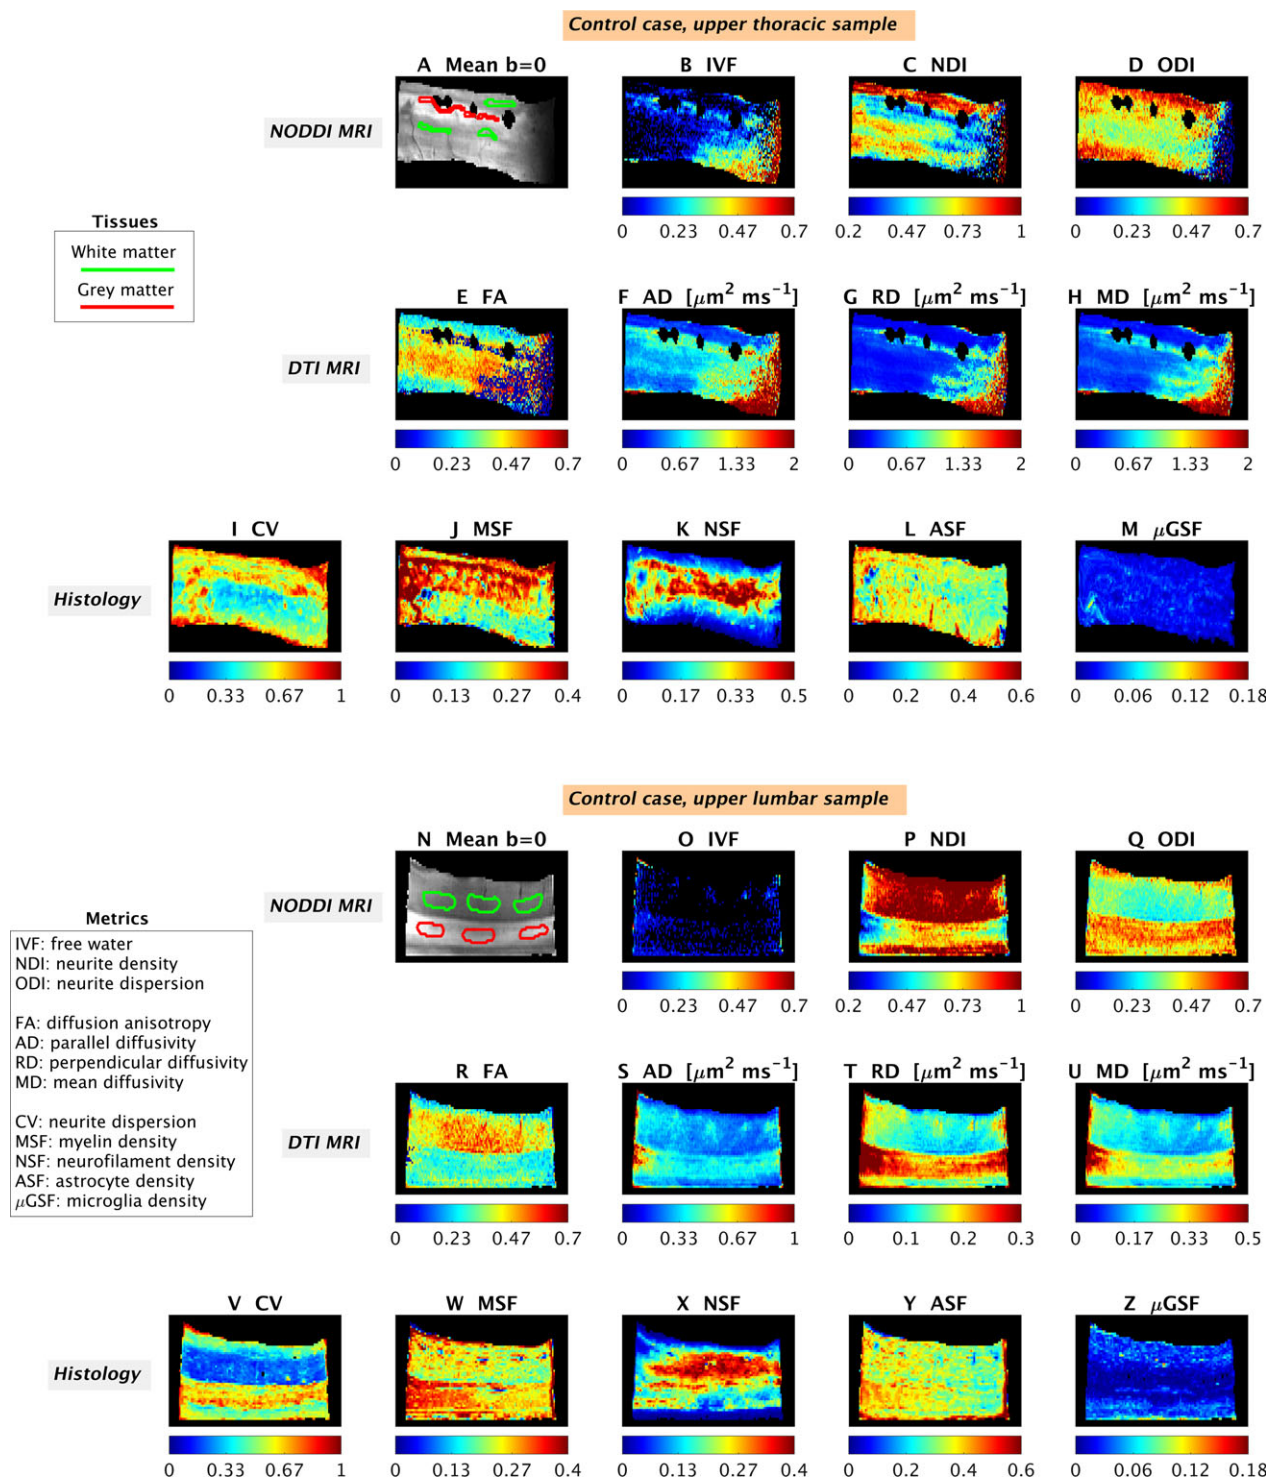 Control case, upper thoracic sample
A Mean b=0
B IVF
C NDI
D ODI
NODDI MRI
0 0.23 0.47 0.7
0.2 0.47 0.73 1
0 0.23 0.47 0.7
Tissues
White matter
Grey matter
E FA
F AD [μm² ms⁻¹]
G RD [μm² ms⁻¹]
H MD [μm² ms⁻¹]
DTI MRI
0 0.23 0.47 0.7
0 0.67 1.33 2
0 0.67 1.33 2
0 0.67 1.33 2
I CV
J MSF
K NSF
L ASF
M μGSF
Histology
0 0.33 0.67 1
0 0.13 0.27 0.4
0 0.17 0.33 0.5
0 0.2 0.4 0.6
0 0.06 0.12 0.18
Control case, upper lumbar sample
N Mean b=0
O IVF
P NDI
Q ODI
NODDI MRI
0 0.23 0.47 0.7
0.2 0.47 0.73 1
0 0.23 0.47 0.7
Metrics
IVF: free water
NDI: neurite density
ODI: neurite dispersion
FA: diffusion anisotropy
AD: parallel diffusivity
RD: perpendicular diffusivity
MD: mean diffusivity
CV: neurite dispersion
MSF: myelin density
NSF: neurofilament density
ASF: astrocyte density
μGSF: microglia density
R FA
S AD [μm² ms⁻¹]
T RD [μm² ms⁻¹]
U MD [μm² ms⁻¹]
DTI MRI
0 0.23 0.47 0.7
0 0.33 0.67 1
0 0.1 0.2 0.3
0 0.17 0.33 0.5
V CV
W MSF
X NSF
Y ASF
Z μGSF
Histology
0 0.33 0.67 1
0 0.13 0.27 0.4
0 0.13 0.27 0.4
0 0.2 0.4 0.6
0 0.06 0.12 0.18